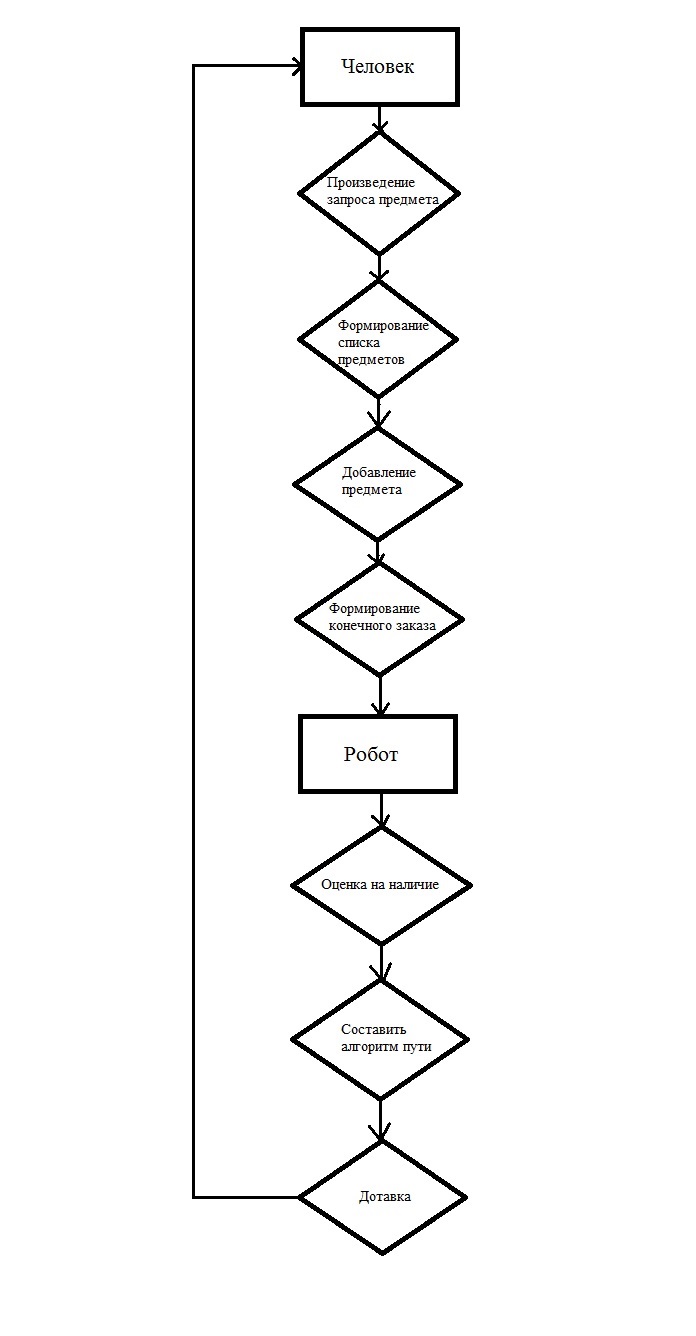 Человек
Произведение
запроса предмета
Формирование
списка
предметов
Добавление
предмета
Формирование
конечного заказа
Робот
Оценка на наличие
Составить
алгоритм пути
Дотавка